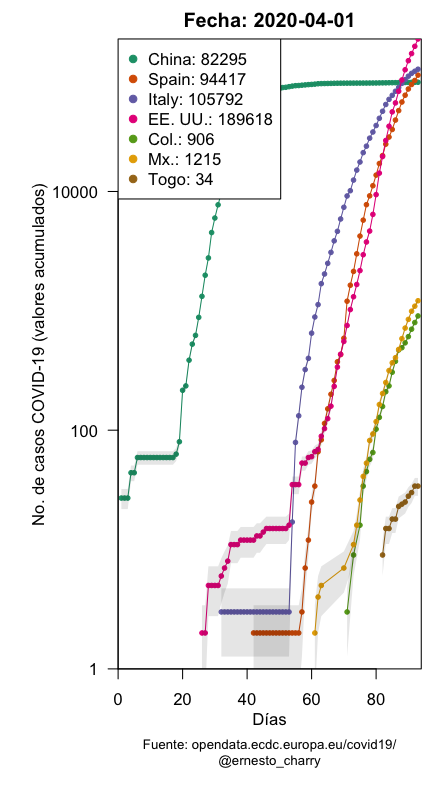 Fecha: 2020-04-01
China: 82295
Spain: 94417
Italy: 105792
EE. UU.: 189618
Col.: 906
Mx.: 1215
Togo: 34
No. de casos COVID-19 (valores acumulados)
10000
100
1
0 20 40 60 80
Días
Fuente: opendata.ecdc.europa.eu/covid19/
@ernesto_charry